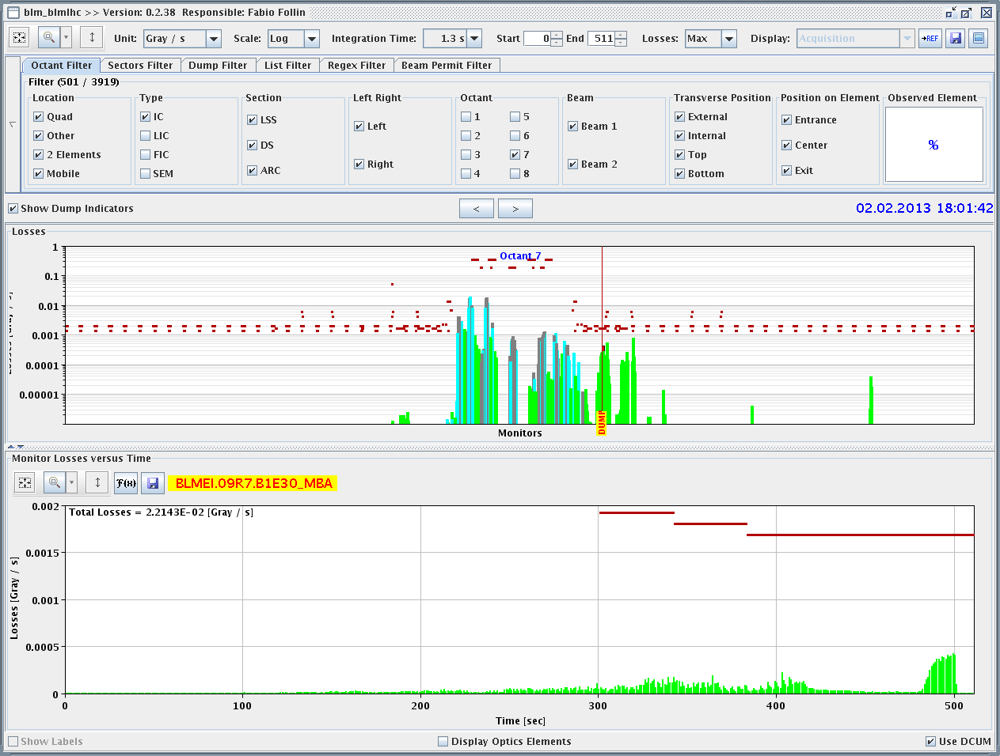 blm_blmlhc >> Version: 0.2.38 Responsible: Fabio Follin
Unit: Gray / s Scale: Log Integration Time: 1.3 s Start 0 End 511 Losses: Max Display: Acquisition →REF
Octant Filter Sectors Filter Dump Filter List Filter Regex Filter Beam Permit Filter
Filter (501 / 3919)
Location Type Section Left Right Octant Beam Transverse Position Position on Element Observed Element
Quad IC LSS Left 1 5 Beam 1 External Entrance
Other LIC DS 2 6 Internal Center %
2 Elements FIC ARC Right 3 7 Beam 2 Top Exit
Mobile SEM 4 8 Bottom
Show Dump Indicators < > 02.02.2013 18:01:42
Losses
Octant 7
1
0.1
0.01
0.001
0.0001
0.00001
DUMP
Monitors
Monitor Losses versus Time
F(x) BLMEI.09R7.B1E30_MBA
Total Losses = 2.2143E-02 [Gray / s]
Losses [Gray / s]
0.002
0.0015
0.001
0.0005
0
0 100 200 300 400 500
Time [sec]
Show Labels Display Optics Elements Use DCUM